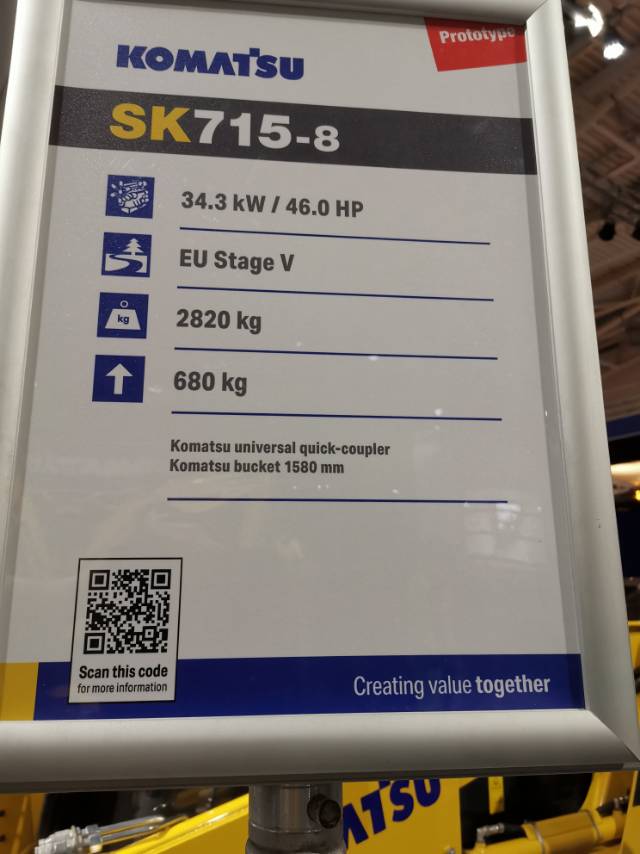 Prototype
KOMATSU
SK715-8
34.3 kW / 46.0 HP
EU Stage V
kg
2820 kg
680 kg
Komatsu universal quick-coupler
Komatsu bucket 1580 mm
Scan this code
for more information
Creating value together
ATSU